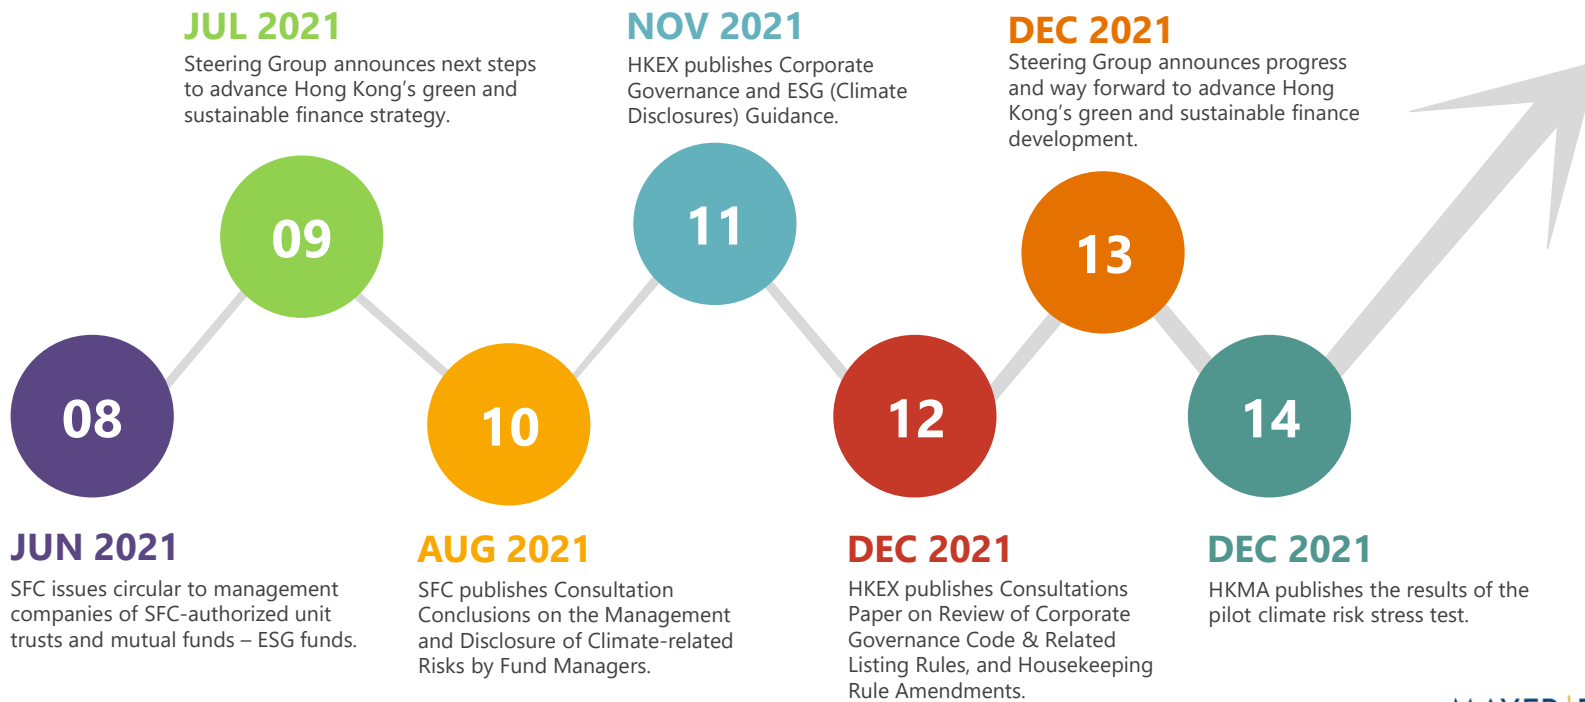 JUL 2021
Steering Group announces next steps
to advance Hong Kong's green and
sustainable finance strategy.
NOV 2021
HKEX publishes Corporate
Governance and ESG (Climate
Disclosures) Guidance.
DEC 2021
Steering Group announces progress
and way forward to advance Hong
Kong's green and sustainable finance
development.
09
11
13
08
10
12
14
JUN 2021
SFC issues circular to management
companies of SFC-authorized unit
trusts and mutual funds – ESG funds.
AUG 2021
SFC publishes Consultation
Conclusions on the Management
and Disclosure of Climate-related
Risks by Fund Managers.
DEC 2021
HKEX publishes Consultations
Paper on Review of Corporate
Governance Code & Related
Listing Rules, and Housekeeping
Rule Amendments.
DEC 2021
HKMA publishes the results of the
pilot climate risk stress test.